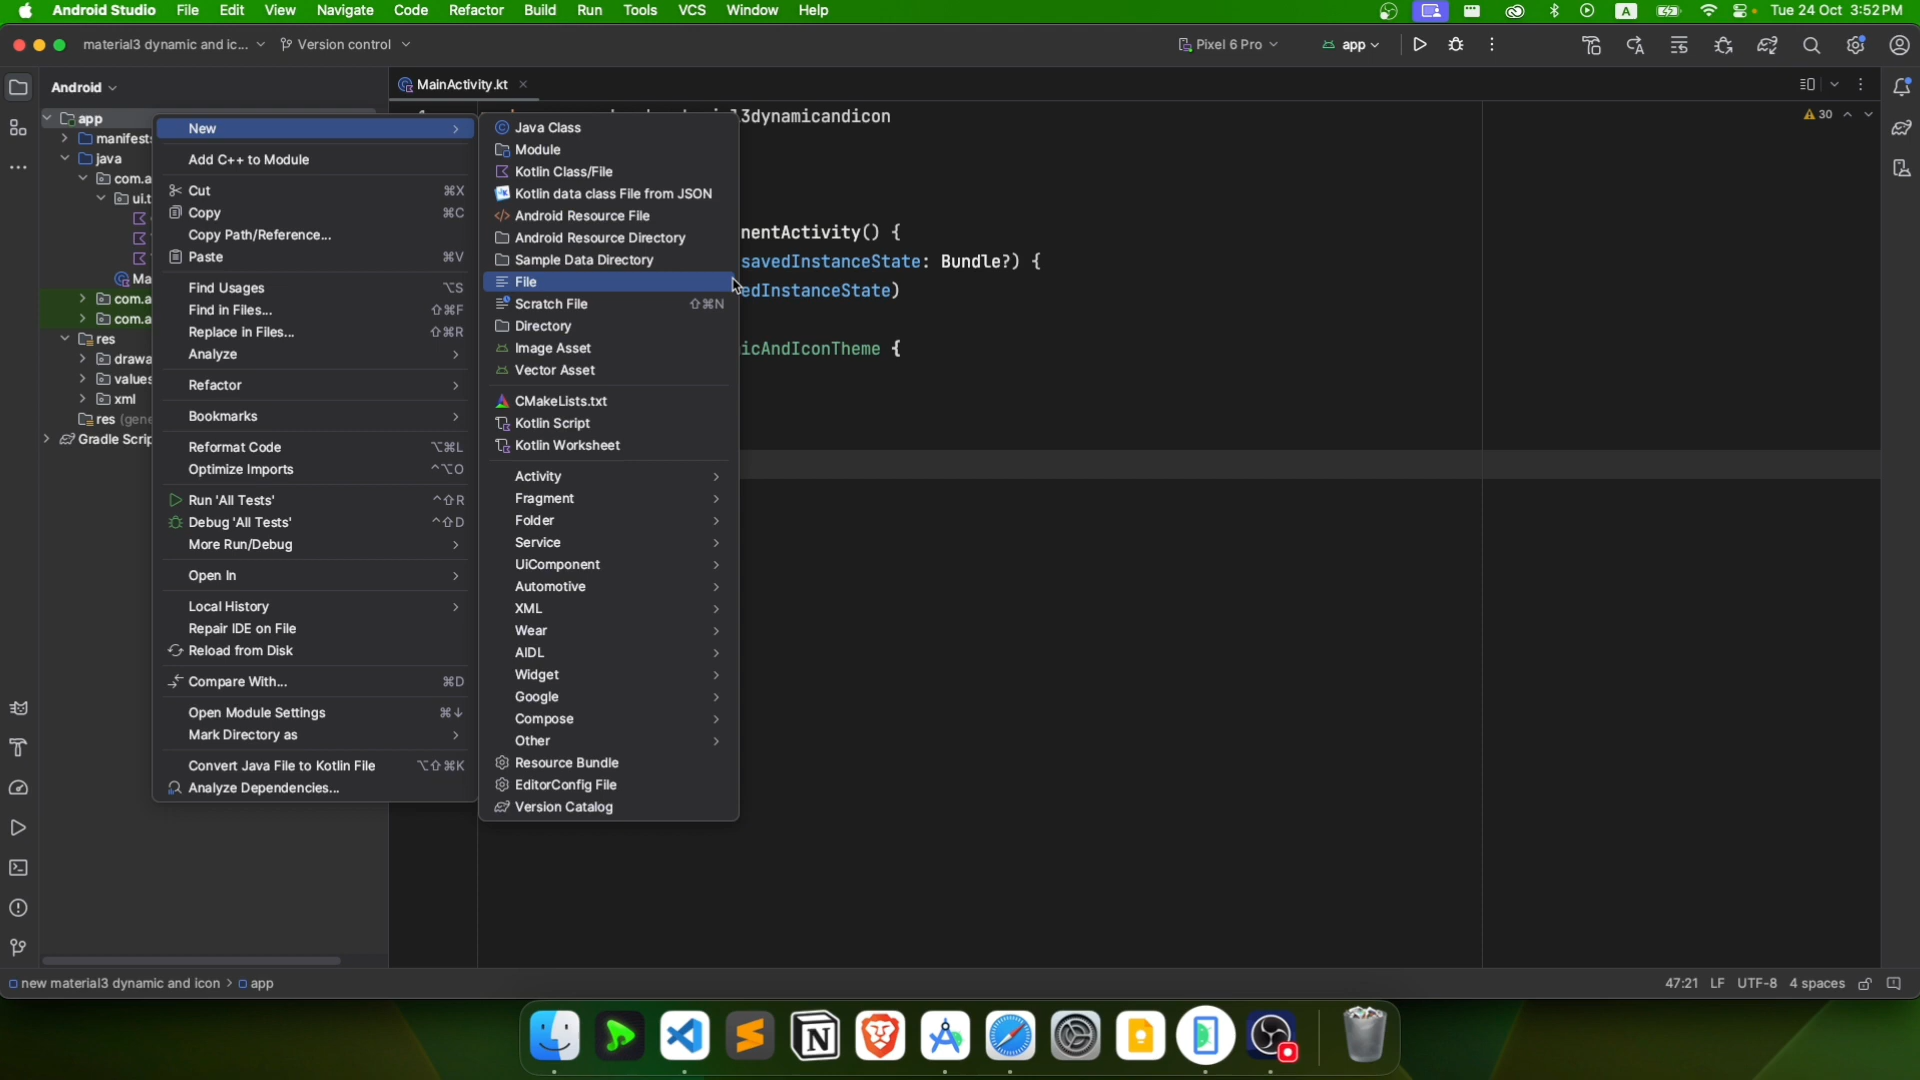 Android Studio File Edit View Navigate Code Refactor Build Run Tools VCS Window Help A Tue 24 Oct 3:52 PM
material3 dynamic and ic... Version control Pixel 6 Pro app
Android
MainActivity.kt
app
manifests
java
com.a
ui.t
Ma
com.a
com.a
res
drawa
values
xml
res (gene
Gradle Scrip
New
Add C++ to Module
Cut ⌘X
Copy ⌘C
Copy Path/Reference...
Paste ⌘V
Find Usages ⌥S
Find in Files... ⇧⌘F
Replace in Files... ⇧⌘R
Analyze
Refactor
Bookmarks
Reformat Code ⌥⌘L
Optimize Imports ^⌥O
Run 'All Tests' ^⇧R
Debug 'All Tests' ^⇧D
More Run/Debug
Open In
Local History
Repair IDE on File
Reload from Disk
Compare With... ⌘D
Open Module Settings ⌘↓
Mark Directory as
Convert Java File to Kotlin File ⌥⇧⌘K
Analyze Dependencies...
Java Class
Module
Kotlin Class/File
Kotlin data class File from JSON
Android Resource File
Android Resource Directory
Sample Data Directory
File
Scratch File ⇧⌘N
Directory
Image Asset
Vector Asset
CMakeLists.txt
Kotlin Script
Kotlin Worksheet
Activity
Fragment
Folder
Service
UiComponent
Automotive
XML
Wear
AIDL
Widget
Google
Compose
Other
Resource Bundle
EditorConfig File
Version Catalog
3dynamicandicon
nentActivity() {
savedInstanceState: Bundle?) {
edInstanceState)
icAndIconTheme {
30
new material3 dynamic and icon > app 47:21 LF UTF-8 4 spaces